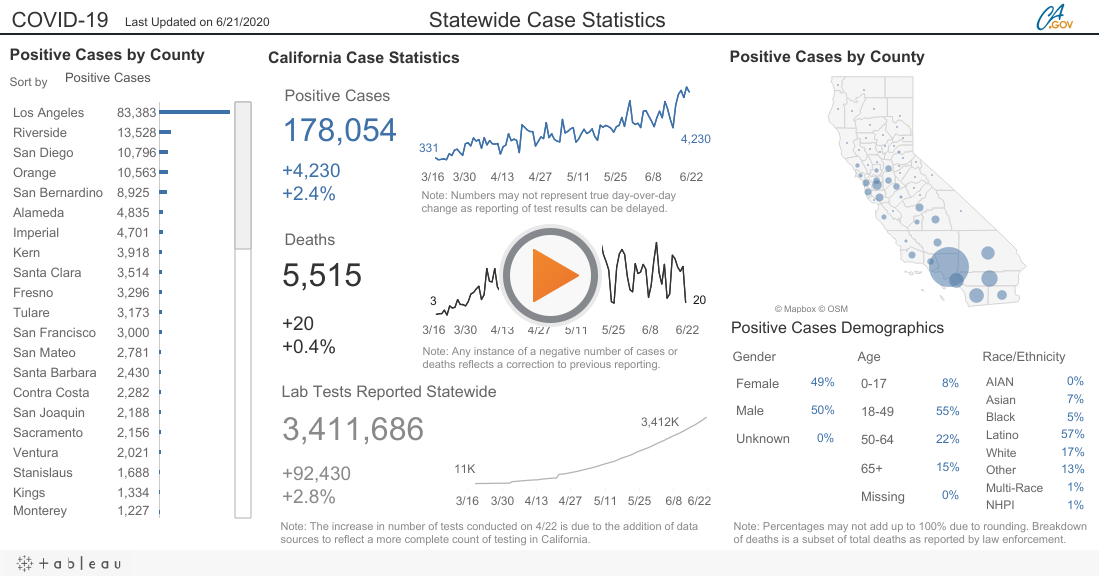 COVID-19 Last Updated on 6/21/2020
Statewide Case Statistics
CA.GOV
Positive Cases by County
Sort by Positive Cases
Los Angeles 83,383
Riverside 13,528
San Diego 10,796
Orange 10,563
San Bernardino 8,925
Alameda 4,835
Imperial 4,701
Kern 3,918
Santa Clara 3,514
Fresno 3,296
Tulare 3,173
San Francisco 3,000
San Mateo 2,781
Santa Barbara 2,430
Contra Costa 2,282
San Joaquin 2,188
Sacramento 2,156
Ventura 2,021
Stanislaus 1,688
Kings 1,334
Monterey 1,227
California Case Statistics
Positive Cases
178,054
+4,230
+2.4%
331
4,230
3/16 3/30 4/13 4/27 5/11 5/25 6/8 6/22
Note: Numbers may not represent true day-over-day
change as reporting of test results can be delayed.
Deaths
5,515
+20
+0.4%
3
20
3/16 3/30 4/13 4/27 5/11 5/25 6/8 6/22
Note: Any instance of a negative number of cases or
deaths reflects a correction to previous reporting.
Lab Tests Reported Statewide
3,411,686
+92,430
+2.8%
11K
3,412K
3/16 3/30 4/13 4/27 5/11 5/25 6/8 6/22
Note: The increase in number of tests conducted on 4/22 is due to the addition of data
sources to reflect a more complete count of testing in California.
Positive Cases by County
© Mapbox © OSM
Positive Cases Demographics
Gender
Female 49%
Male 50%
Unknown 0%
Age
0-17 8%
18-49 55%
50-64 22%
65+ 15%
Missing 0%
Race/Ethnicity
AIAN 0%
Asian 7%
Black 5%
Latino 57%
White 17%
Other 13%
Multi-Race 1%
NHPI 1%
Note: Percentages may not add up to 100% due to rounding. Breakdown
of deaths is a subset of total deaths as reported by law enforcement.
+ a b l e a u